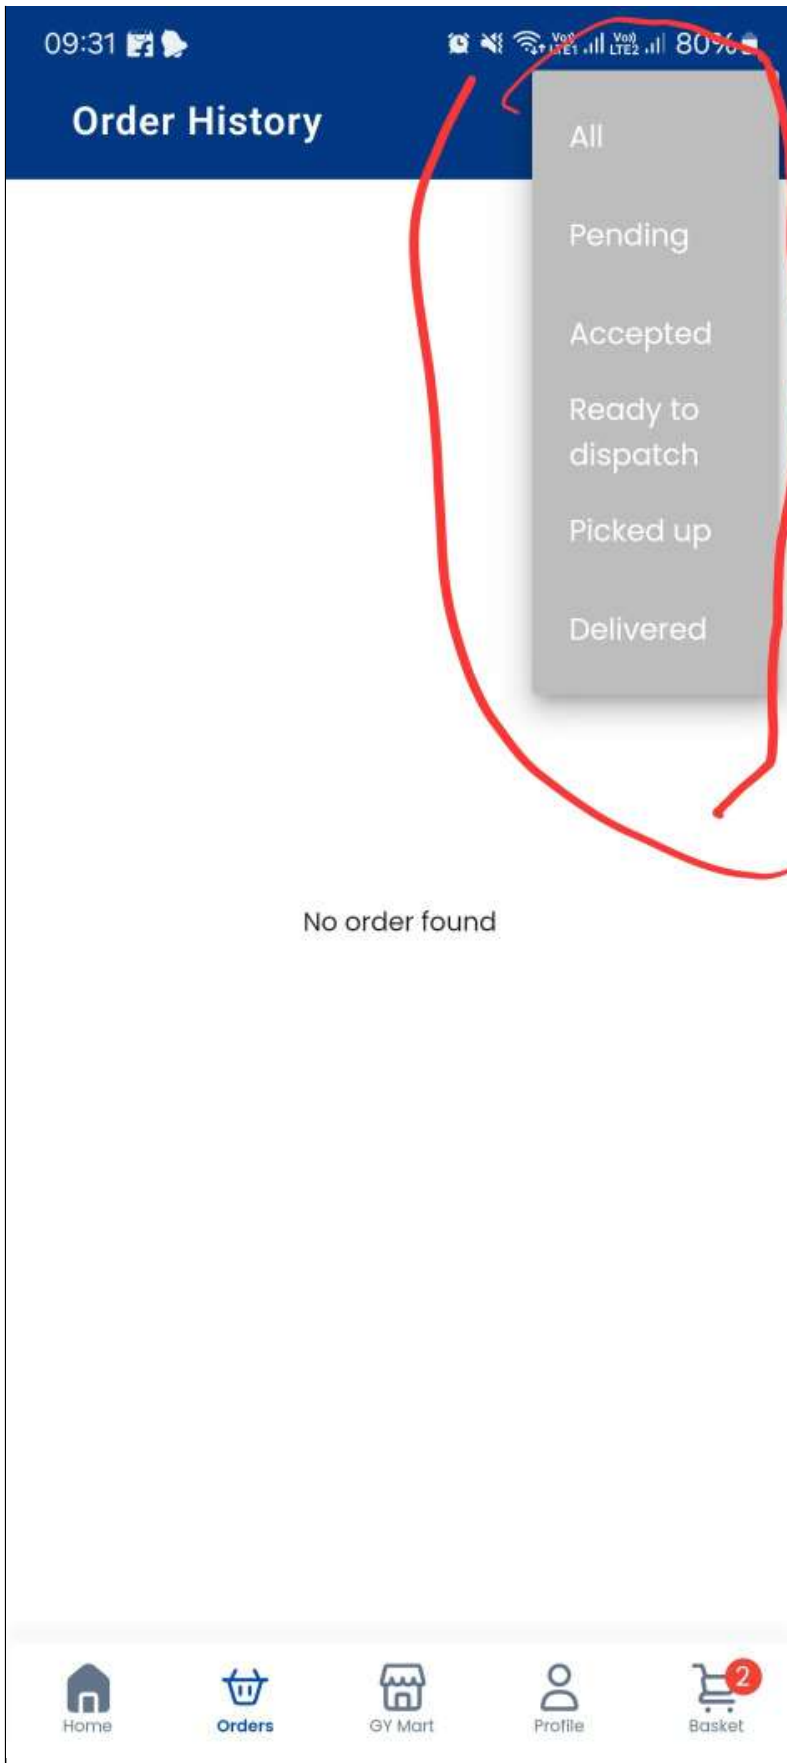 09:31
80%
Order History
All
Pending
Accepted
Ready to
dispatch
Picked up
Delivered
No order found
Home
Orders
GY Mart
Profile
2
Basket